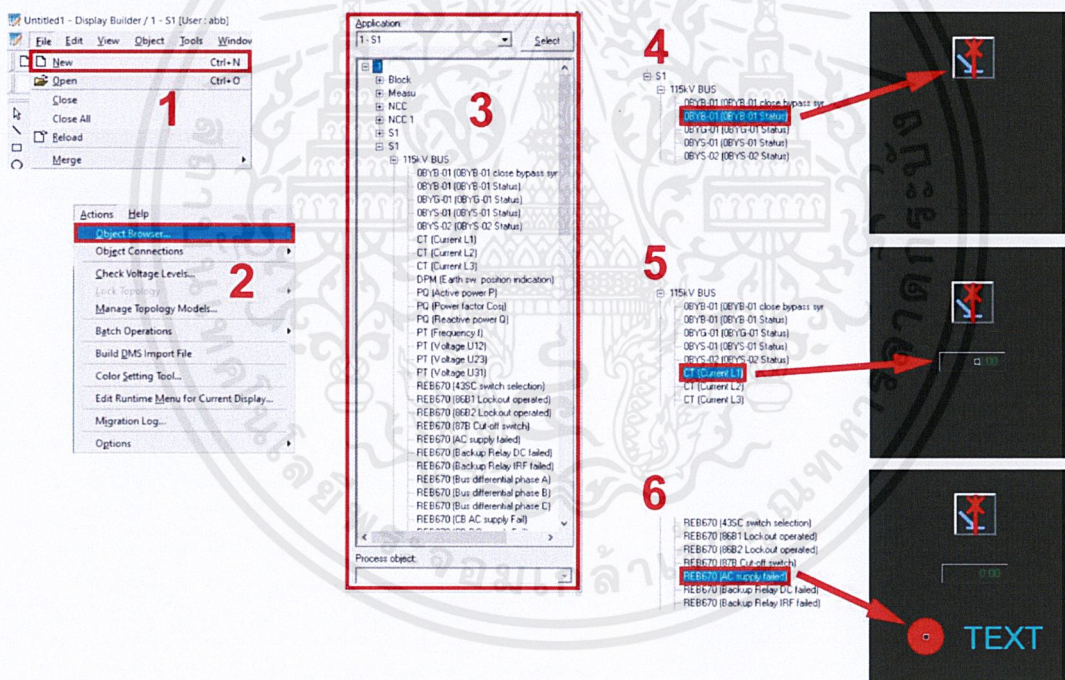 Untitled1 - Display Builder / 1 - S1 [User : abb]
File Edit View Object Tools Window
New Ctrl+N
Open Ctrl+O
Close
Close All
Reload
Merge
1
Actions Help
Object Browser...
Object Connections
Check Voltage Levels...
Lock Topology
Manage Topology Models...
Batch Operations
Build DMS Import File
Color Setting Tool...
Edit Runtime Menu for Current Display...
Migration Log...
Options
2
Application:
1 - S1 Select
3
Block
Measu
NCC
NCC 1
S1
S1
115kV BUS
0BYB-01 (0BYB-01 close bypass syr
0BYB-01 (0BYB-01 Status)
0BYG-01 (0BYG-01 Status)
0BYS-01 (0BYS-01 Status)
0BYS-02 (0BYS-02 Status)
CT (Current L1)
CT (Current L2)
CT (Current L3)
DPM (Earth sw. position indication)
PQ (Active power P)
PQ (Power factor Cosj)
PQ (Reactive power Q)
PT (Frequency f)
PT (Voltage U12)
PT (Voltage U23)
PT (Voltage U31)
REB670 (43SC switch selection)
REB670 (86B1 Lockout operated)
REB670 (86B2 Lockout operated)
REB670 (87B Cut-off switch)
REB670 (AC supply failed)
REB670 (Backup Relay DC failed)
REB670 (Backup Relay IRF failed)
REB670 (Bus differential phase A)
REB670 (Bus differential phase B)
REB670 (Bus differential phase C)
REB670 (CB AC supply Fail)
Process object:
4
S1
115kV BUS
0BYB-01 (0BYB-01 close bypass syr
0BYB-01 (0BYB-01 Status)
0BYG-01 (0BYG-01 Status)
0BYS-01 (0BYS-01 Status)
0BYS-02 (0BYS-02 Status)
5
115kV BUS
0BYB-01 (0BYB-01 close bypass syr
0BYB-01 (0BYB-01 Status)
0BYG-01 (0BYG-01 Status)
0BYS-01 (0BYS-01 Status)
0BYS-02 (0BYS-02 Status)
CT (Current L1)
CT (Current L2)
CT (Current L3)
6
REB670 (43SC switch selection)
REB670 (86B1 Lockout operated)
REB670 (86B2 Lockout operated)
REB670 (87B Cut-off switch)
REB670 (AC supply failed)
REB670 (Backup Relay DC failed)
REB670 (Backup Relay IRF failed)
0:00
TEXT